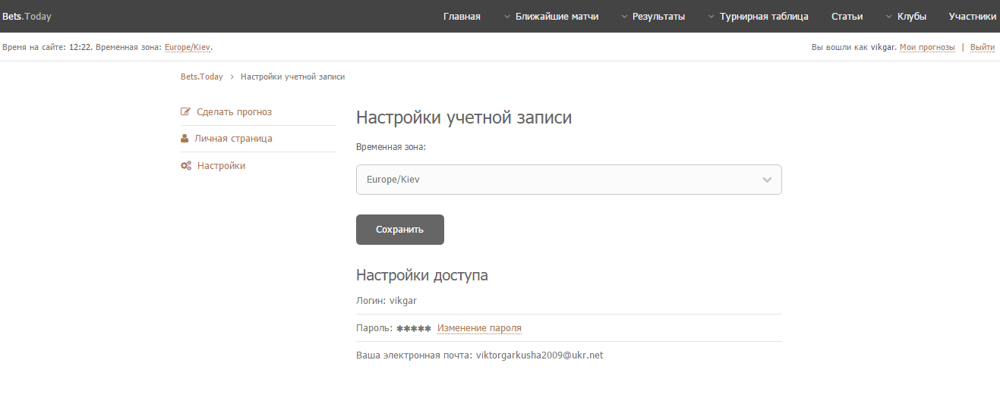 Bets.Today Главная Ближайшие матчи Результаты Турнирная таблица Статьи Клубы Участники
Время на сайте: 12:22. Временная зона: Europe/Kiev. Вы вошли как vikgar. Мои прогнозы | Выйти
Bets.Today > Настройки учетной записи
Сделать прогноз
Личная страница
Настройки
Настройки учетной записи
Временная зона:
Europe/Kiev
Сохранить
Настройки доступа
Логин: vikgar
Пароль: ✱✱✱✱✱ Изменение пароля
Ваша электронная почта: viktorgarkusha2009@ukr.net